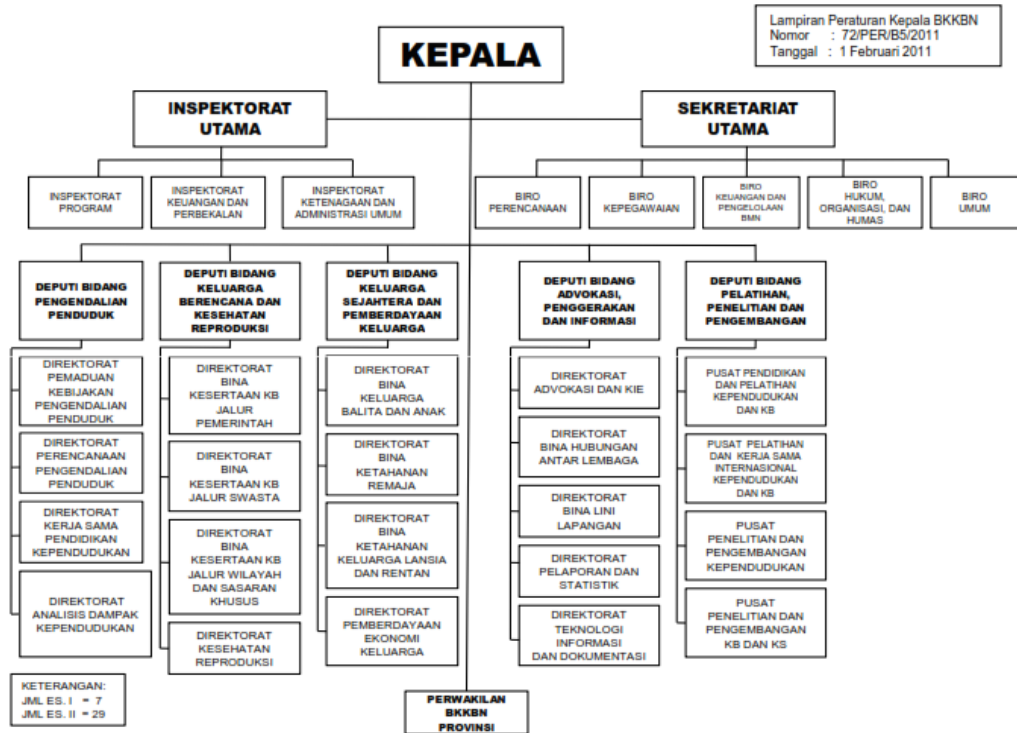 Lampiran Peraturan Kepala BKKBN
Nomor : 72/PER/B5/2011
Tanggal : 1 Februari 2011
KEPALA
INSPEKTORAT
UTAMA
SEKRETARIAT
UTAMA
INSPEKTORAT
PROGRAM
INSPEKTORAT
KEUANGAN DAN
PERBEKALAN
INSPEKTORAT
KETENAGAAN DAN
ADMINISTRASI UMUM
BIRO
PERENCANAAN
BIRO
KEPEGAWAIAN
BIRO
KEUANGAN DAN
PENGELOLAAN
BMN
BIRO
HUKUM,
ORGANISASI, DAN
HUMAS
BIRO
UMUM
DEPUTI BIDANG
PENGENDALIAN
PENDUDUK
DIREKTORAT
PEMADUAN
KEBIJAKAN
PENGENDALIAN
PENDUDUK
DIREKTORAT
PERENCANAAN
PENGENDALIAN
PENDUDUK
DIREKTORAT
KERJA SAMA
PENDIDIKAN
KEPENDUDUKAN
DIREKTORAT
ANALISIS DAMPAK
KEPENDUDUKAN
DEPUTI BIDANG
KELUARGA
BERENCANA DAN
KESEHATAN
REPRODUKSI
DIREKTORAT
BINA
KESERTAAN KB
JALUR
PEMERINTAH
DIREKTORAT
BINA
KESERTAAN KB
JALUR SWASTA
DIREKTORAT
BINA
KESERTAAN KB
JALUR WILAYAH
DAN SASARAN
KHUSUS
DIREKTORAT
KESEHATAN
REPRODUKSI
DEPUTI BIDANG
KELUARGA
SEJAHTERA DAN
PEMBERDAYAAN
KELUARGA
DIREKTORAT
BINA
KELUARGA
BALITA DAN ANAK
DIREKTORAT
BINA
KETAHANAN
REMAJA
DIREKTORAT
BINA
KETAHANAN
KELUARGA LANSIA
DAN RENTAN
DIREKTORAT
PEMBERDAYAAN
EKONOMI
KELUARGA
DEPUTI BIDANG
ADVOKASI,
PENGGERAKAN
DAN INFORMASI
DIREKTORAT
ADVOKASI DAN KIE
DIREKTORAT
BINA HUBUNGAN
ANTAR LEMBAGA
DIREKTORAT
BINA LINI
LAPANGAN
DIREKTORAT
PELAPORAN DAN
STATISTIK
DIREKTORAT
TEKNOLOGI
INFORMASI
DAN DOKUMENTASI
DEPUTI BIDANG
PELATIHAN,
PENELITIAN DAN
PENGEMBANGAN
PUSAT PENDIDIKAN
DAN PELATIHAN
KEPENDUDUKAN
DAN KB
PUSAT PELATIHAN
DAN KERJA SAMA
INTERNASIONAL
KEPENDUDUKAN
DAN KB
PUSAT
PENELITIAN DAN
PENGEMBANGAN
KEPENDUDUKAN
PUSAT
PENELITIAN DAN
PENGEMBANGAN
KB DAN KS
KETERANGAN:
JML ES. I = 7
JML ES. II = 29
PERWAKILAN
BKKBN
PROVINSI